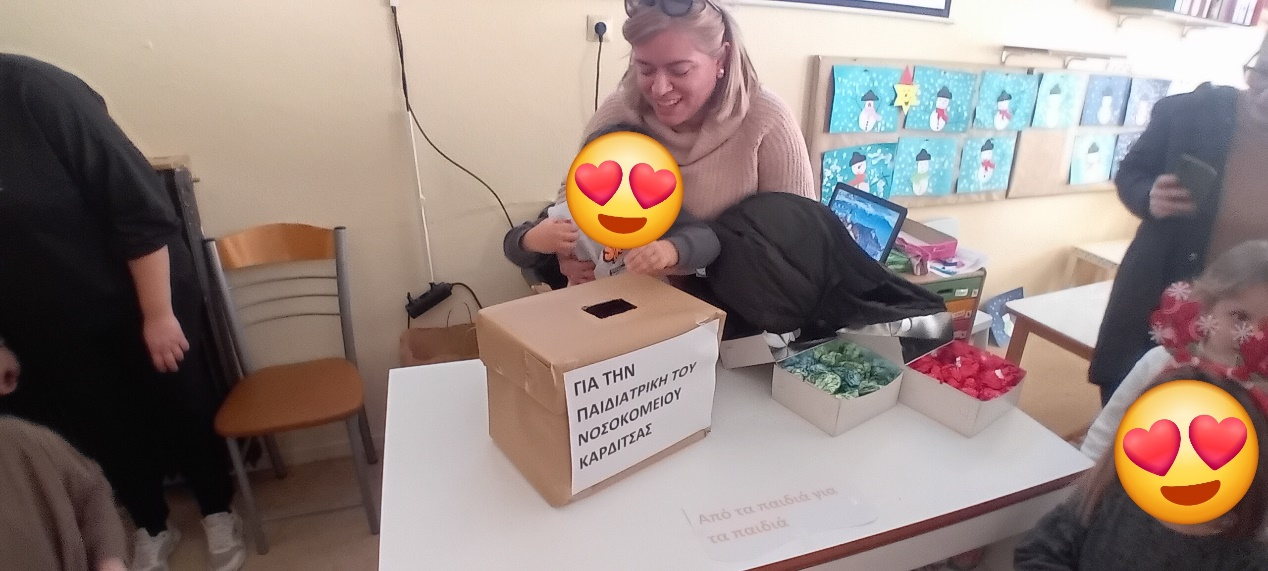 ΓΙΑ ΤΗΝ
ΠΑΙΔΙΑΤΡΙΚΗ ΤΟΥ
ΝΟΣΟΚΟΜΕΙΟΥ
ΚΑΡΔΙΤΣΑΣ
Από τα παιδιά για
τα παιδιά